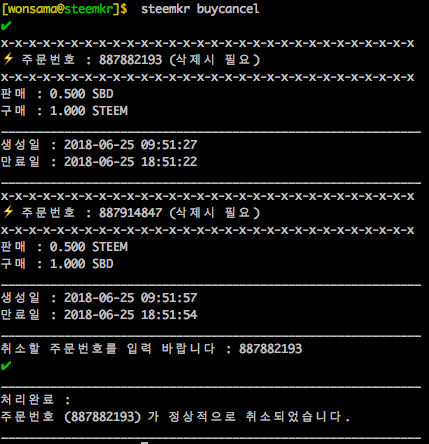 [wonsama@steemkr]$ steemkr buycancel
✔
x-x-x-x-x-x-x-x-x-x-x-x-x-x-x-x-x-x-x-x-x-x-x-x-x-x-x-x-x-x
⚡ 주문번호 : 887882193 (삭제시 필요)
x-x-x-x-x-x-x-x-x-x-x-x-x-x-x-x-x-x-x-x-x-x-x-x-x-x-x-x-x-x
판매 : 0.500 SBD
구매 : 1.000 STEEM
____________________________________________________________
생성일 : 2018-06-25 09:51:27
만료일 : 2018-06-25 18:51:22
____________________________________________________________
x-x-x-x-x-x-x-x-x-x-x-x-x-x-x-x-x-x-x-x-x-x-x-x-x-x-x-x-x-x
⚡ 주문번호 : 887914847 (삭제시 필요)
x-x-x-x-x-x-x-x-x-x-x-x-x-x-x-x-x-x-x-x-x-x-x-x-x-x-x-x-x-x
판매 : 0.500 STEEM
구매 : 1.000 SBD
____________________________________________________________
생성일 : 2018-06-25 09:51:57
만료일 : 2018-06-25 18:51:54
____________________________________________________________
취소할 주문번호를 입력 바랍니다 : 887882193
✔
____________________________________________________________
처리완료 :
주문번호 (887882193) 가 정상적으로 취소되었습니다.
____________________________________________________________